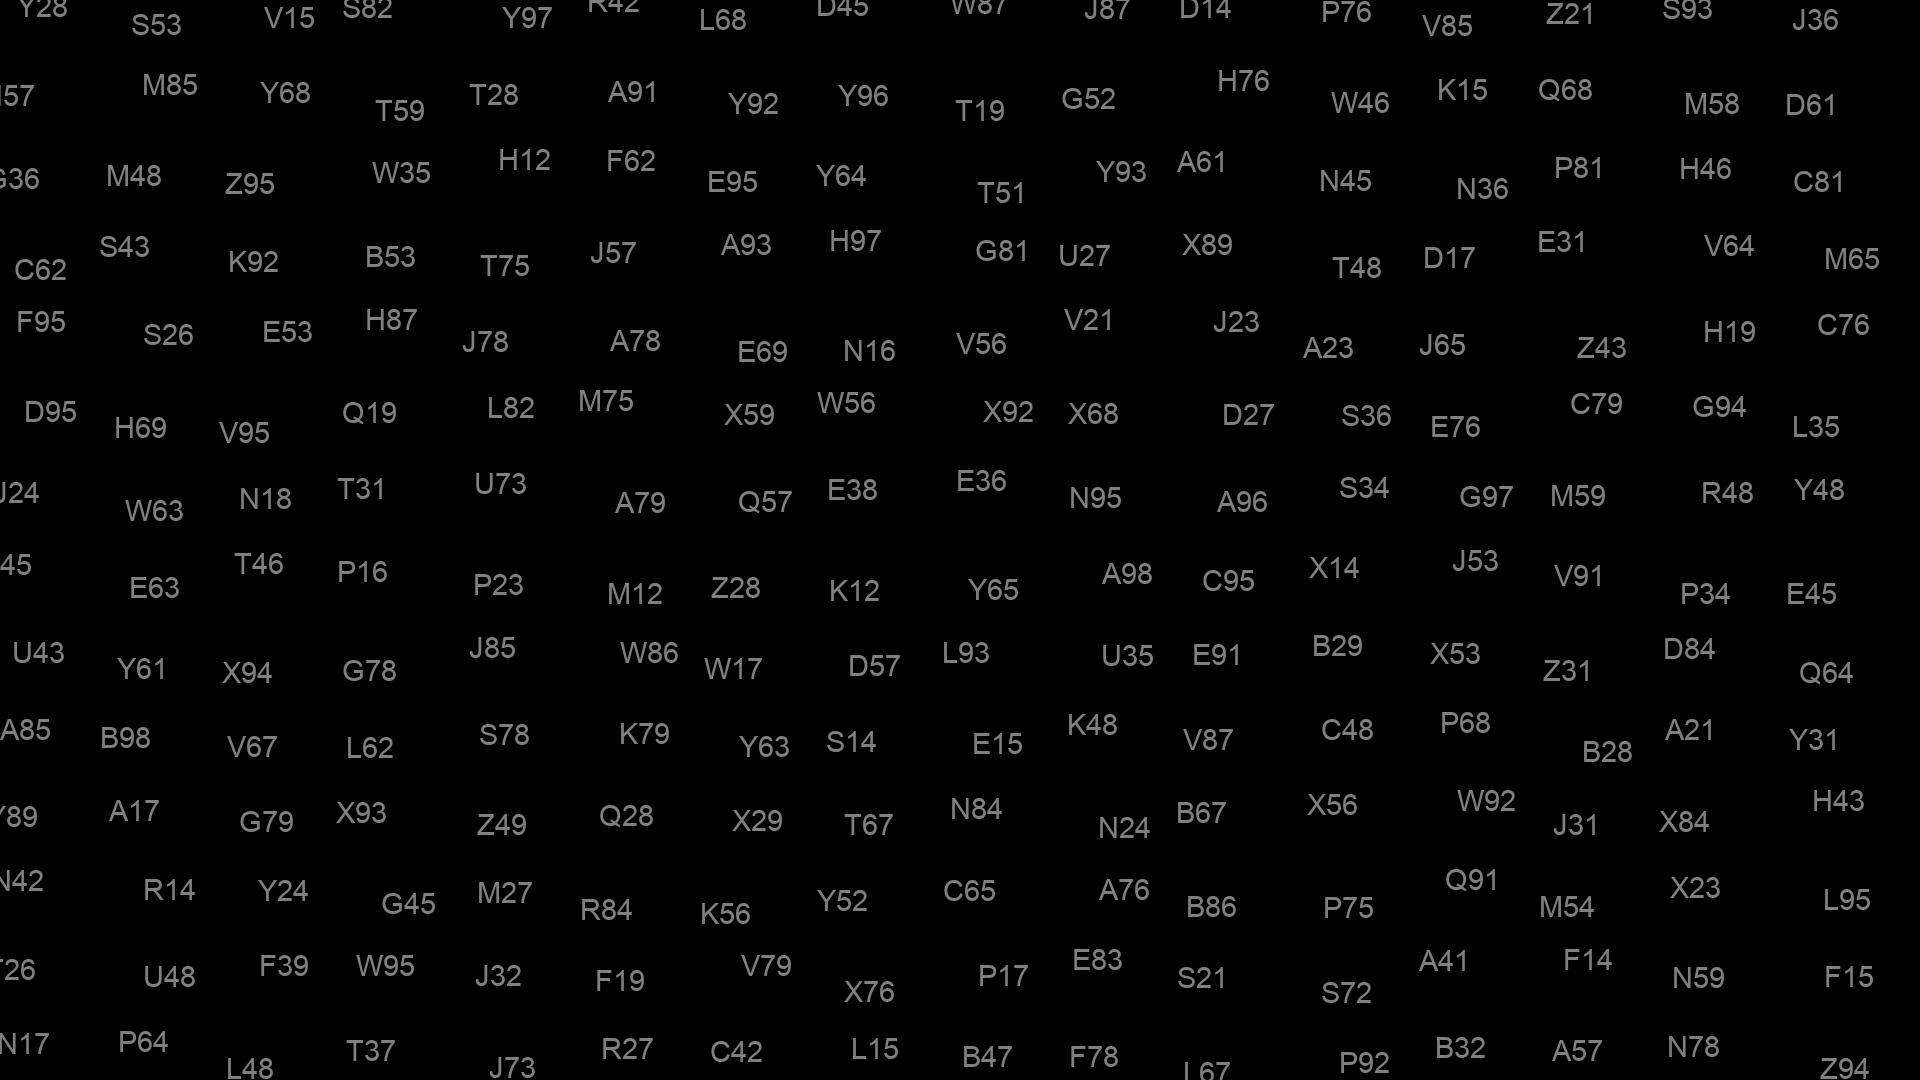 Y28 S53 V15 S82 Y97 R42 L68 D45 W87 J87 D14 P76 V85 Z21 S93 J36
57 M85 Y68 T59 T28 A91 Y92 Y96 T19 G52 H76 W46 K15 Q68 M58 D61
G36 M48 Z95 W35 H12 F62 E95 Y64 T51 Y93 A61 N45 N36 P81 H46 C81
C62 S43 K92 B53 T75 J57 A93 H97 G81 U27 X89 T48 D17 E31 V64 M65
F95 S26 E53 H87 J78 A78 E69 N16 V56 V21 J23 A23 J65 Z43 H19 C76
D95 H69 V95 Q19 L82 M75 X59 W56 X92 X68 D27 S36 E76 C79 G94 L35
J24 W63 N18 T31 U73 A79 Q57 E38 E36 N95 A96 S34 G97 M59 R48 Y48
45 E63 T46 P16 P23 M12 Z28 K12 Y65 A98 C95 X14 J53 V91 P34 E45
U43 Y61 X94 G78 J85 W86 W17 D57 L93 U35 E91 B29 X53 Z31 D84 Q64
A85 B98 V67 L62 S78 K79 Y63 S14 E15 K48 V87 C48 P68 B28 A21 Y31
Y89 A17 G79 X93 Z49 Q28 X29 T67 N84 N24 B67 X56 W92 J31 X84 H43
N42 R14 Y24 G45 M27 R84 K56 Y52 C65 A76 B86 P75 Q91 M54 X23 L95
26 U48 F39 W95 J32 F19 V79 X76 P17 E83 S21 S72 A41 F14 N59 F15
N17 P64 L48 T37 J73 R27 C42 L15 B47 F78 L67 P92 B32 A57 N78 Z94